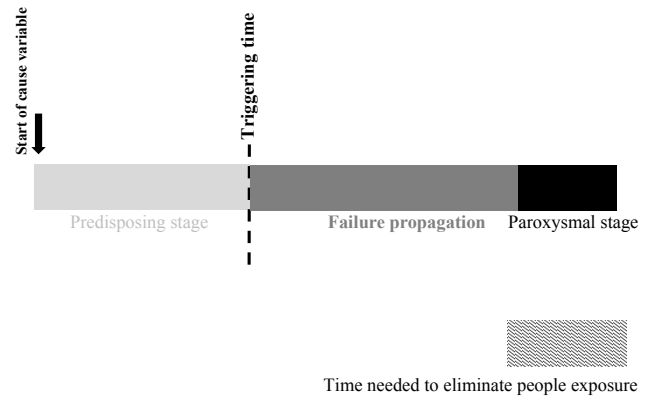 Start of cause variable
Triggering time
Predisposing stage
Failure propagation
Paroxysmal stage
Time needed to eliminate people exposure